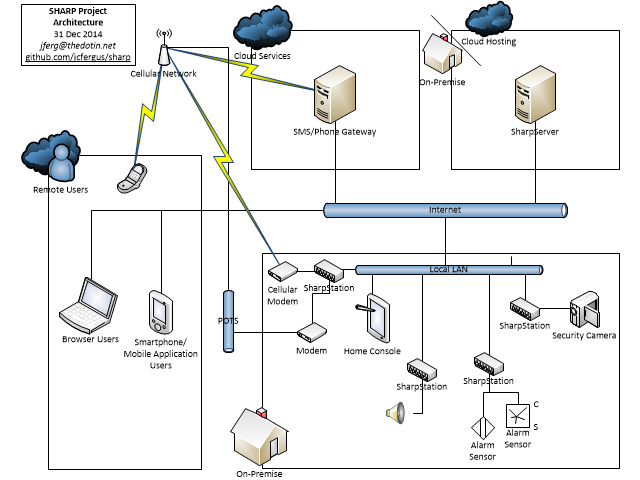 SHARP Project
Architecture
31 Dec 2014
jferg@thedotin.net
github.com/jcfergus/sharp
Cellular Network
Cloud Services
Cloud Hosting
On-Premise
SMS/Phone Gateway
SharpServer
Remote Users
Internet
Local LAN
Cellular
Modem
SharpStation
POTS
Browser Users
Smartphone/
Mobile Application
Users
Modem
Home Console
SharpStation
Security Camera
SharpStation
SharpStation
C
S
Alarm
Sensor
Alarm
Sensor
On-Premise